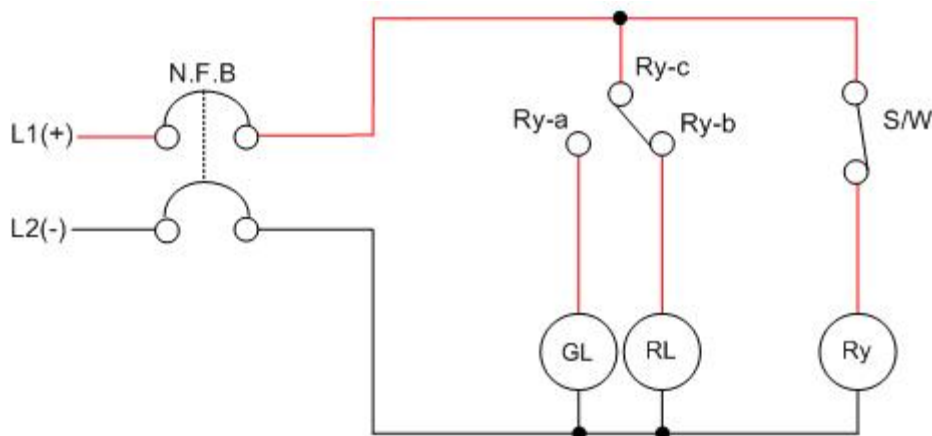 N.F.B
L1(+)
L2(-)
Ry-c
Ry-a
Ry-b
S/W
GL
RL
Ry